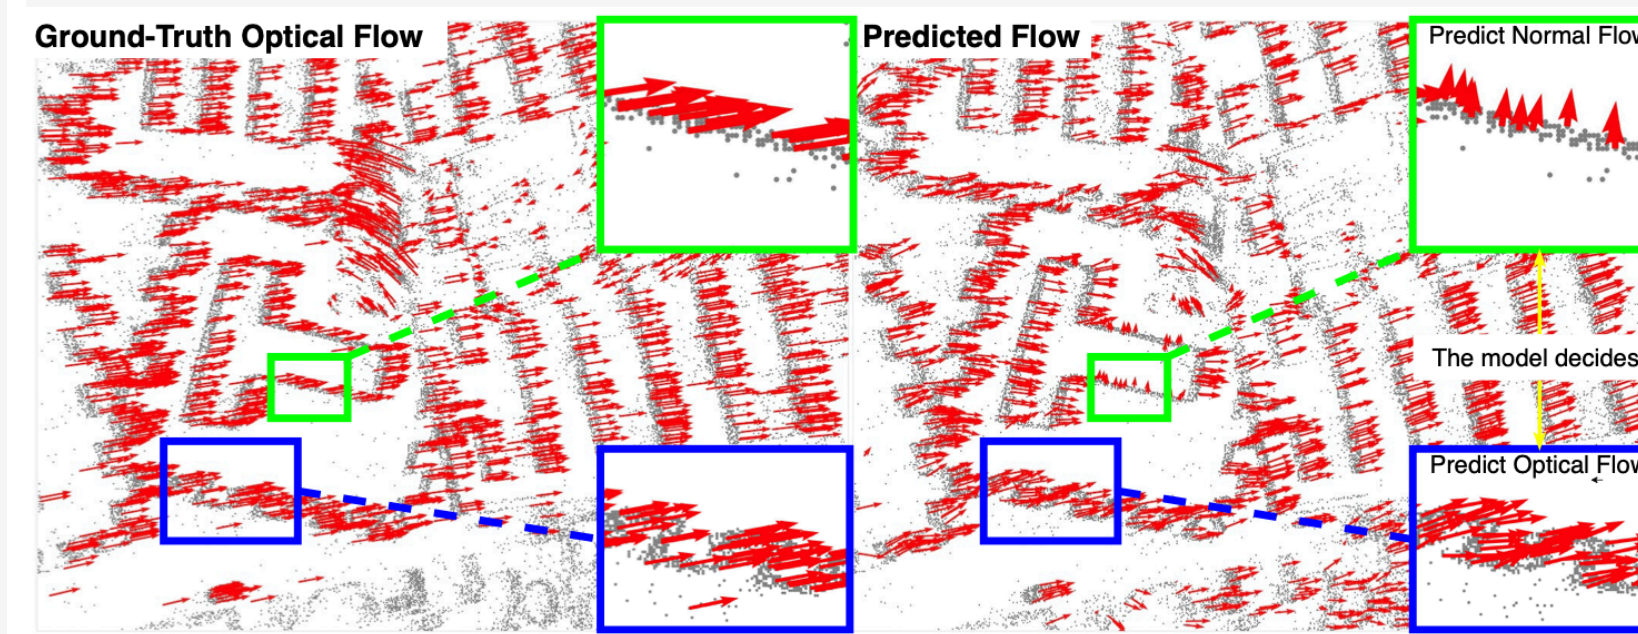 Ground-Truth Optical Flow
Predicted Flow
Predict Normal Flow
The model decides
Predict Optical Flow